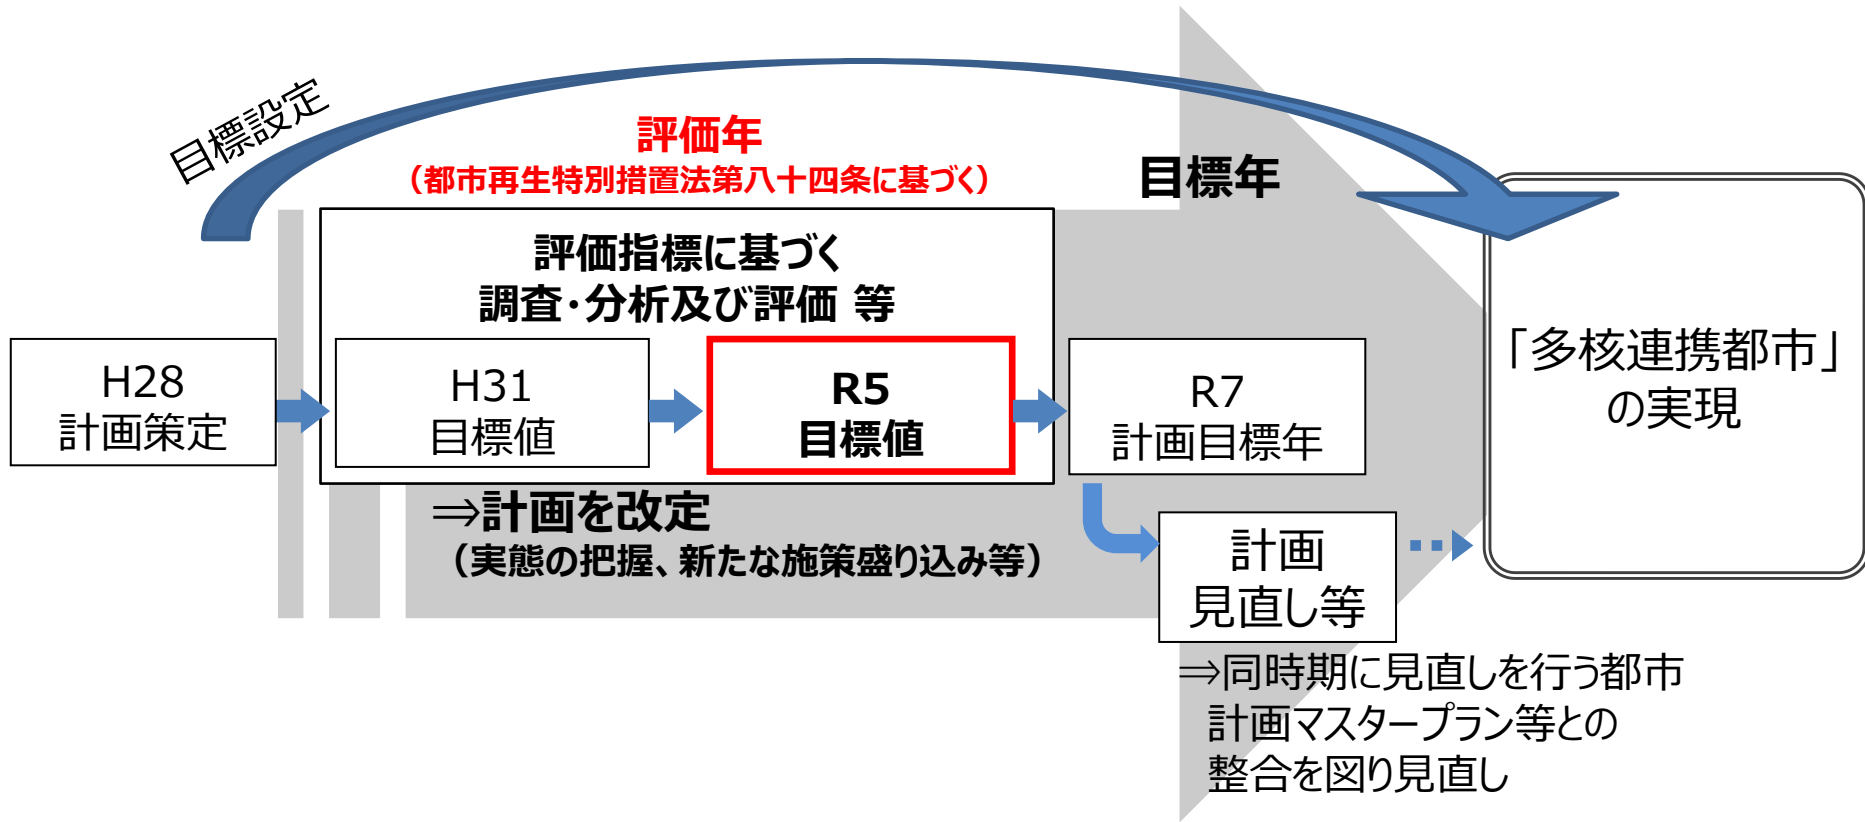 目標設定
評価年
（都市再生特別措置法第八十四条に基づく）
目標年
評価指標に基づく
調査・分析及び評価 等
H28
計画策定
H31
目標値
R5
目標値
R7
計画目標年
「多核連携都市」
の実現
⇒計画を改定
（実態の把握、新たな施策盛り込み等）
計画
見直し等
⇒同時期に見直しを行う都市
計画マスタープラン等との
整合を図り見直し